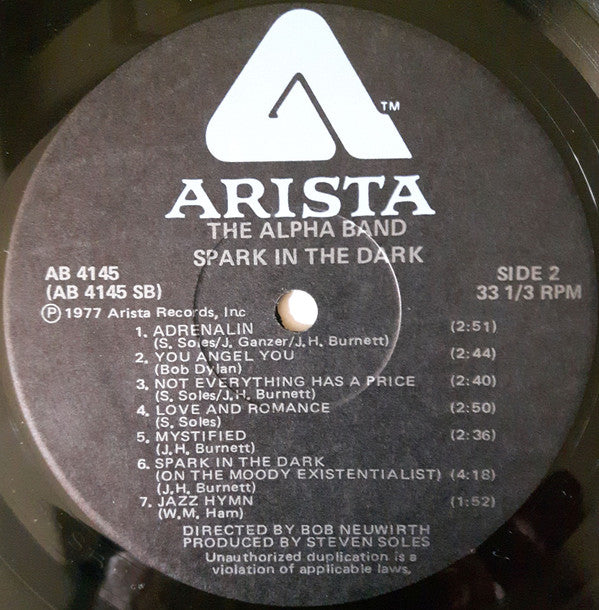 TM
ARISTA
THE ALPHA BAND
SPARK IN THE DARK
AB 4145
(AB 4145 SB)
SIDE 2
33 1/3 RPM
Ⓟ 1977 Arista Records, Inc
1. ADRENALIN (2:51)
(S. Soles/J. Ganzer/J.H. Burnett)
2. YOU ANGEL YOU (2:44)
(Bob Dylan)
3. NOT EVERYTHING HAS A PRICE (2:40)
(S. Soles/J.H. Burnett)
4. LOVE AND ROMANCE (2:50)
(S. Soles)
5. MYSTIFIED (2:36)
(J.H. Burnett)
6. SPARK IN THE DARK
(ON THE MOODY EXISTENTIALIST) (4:18)
(J.H. Burnett)
7. JAZZ HYMN (1:52)
(W.M. Ham)
DIRECTED BY BOB NEUWIRTH
PRODUCED BY STEVEN SOLES
Unauthorized duplication is a
violation of applicable laws.